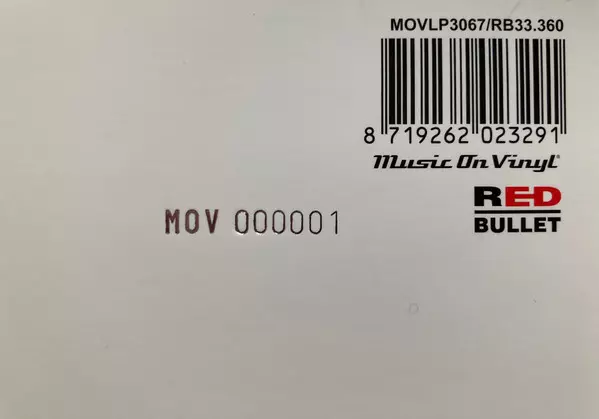 MOVLP3067/RB33.360
8 719262 023291
Music On Vinyl
RED
BULLET
MOV 000001